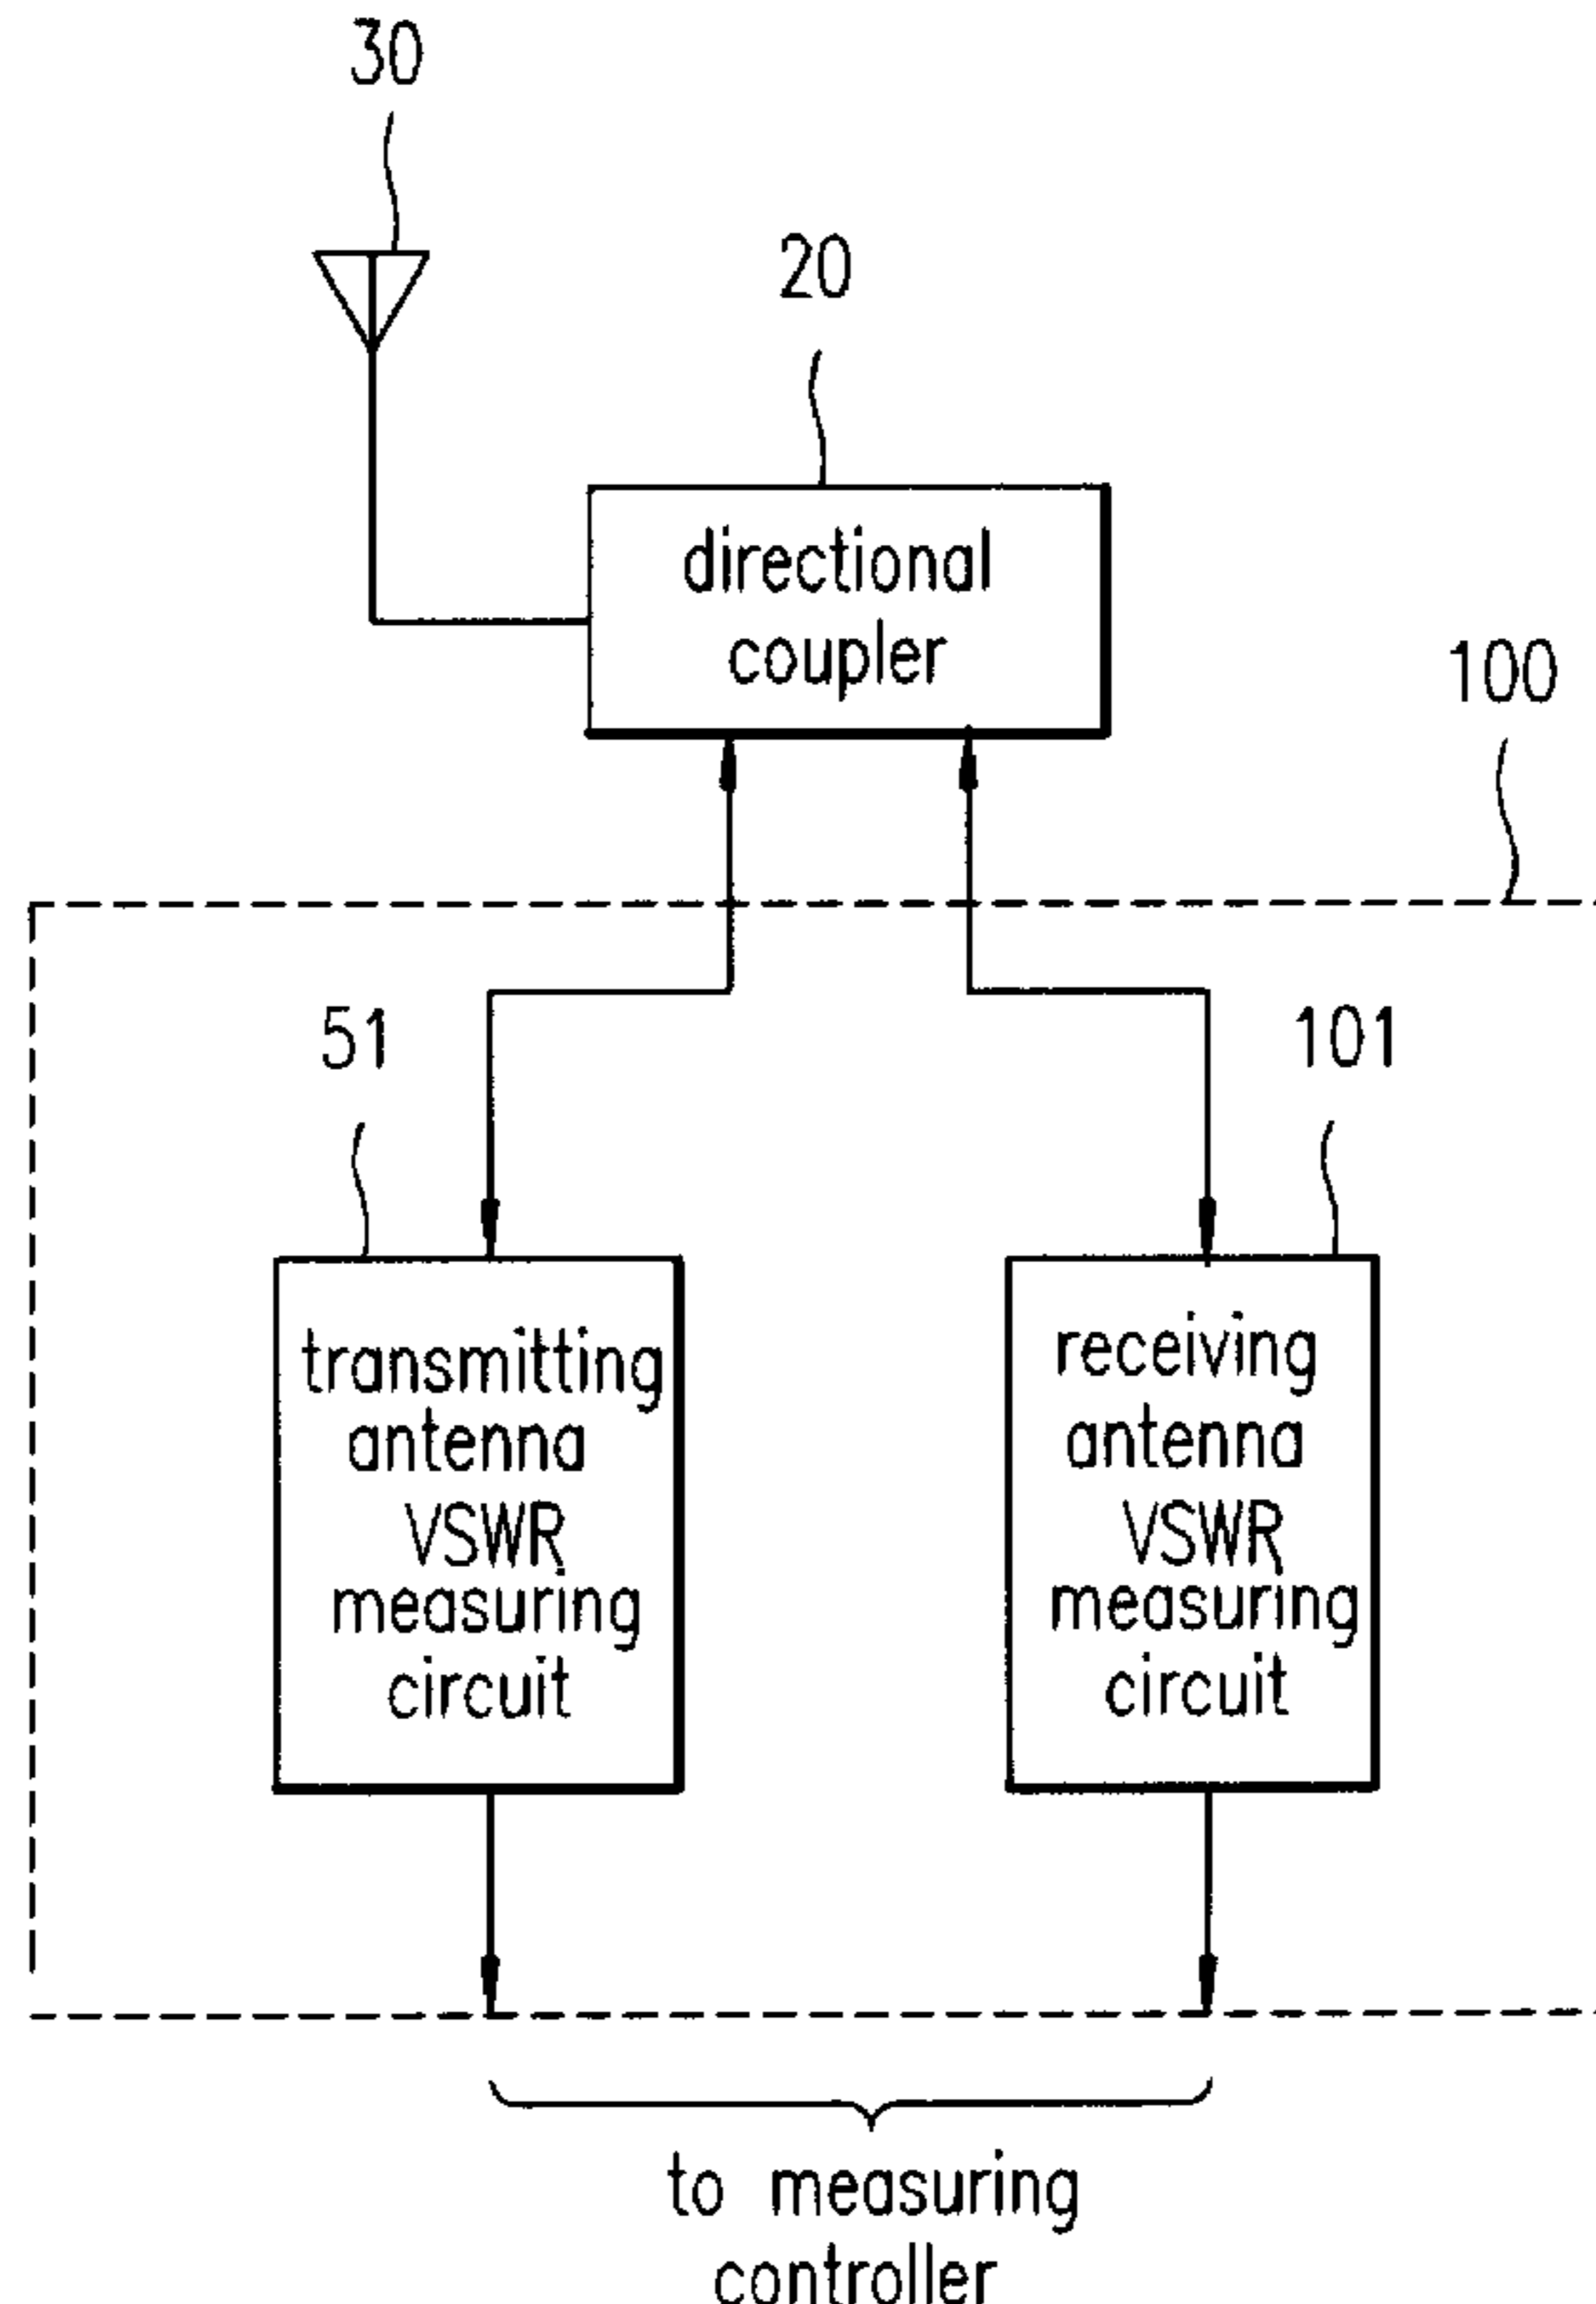 30
20
directional
coupler
100
51
101
transmitting
antenna
VSWR
measuring
circuit
receiving
antenna
VSWR
measuring
circuit
to measuring
controller